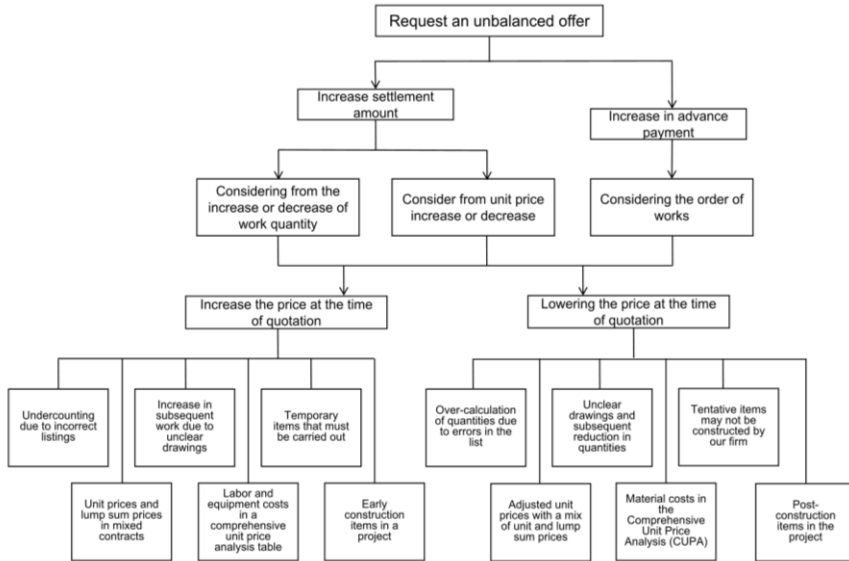 Request an unbalanced offer
Increase settlement
amount
Increase in advance
payment
Considering from the
increase or decrease of
work quantity
Consider from unit price
increase or decrease
Considering the order of
works
Increase the price at the time
of quotation
Lowering the price at the time
of quotation
Undercounting
due to incorrect
listings
Increase in
subsequent
work due to
unclear
drawings
Temporary
items that must
be carried out
Over-calculation
of quantities due
to errors in the
list
Unclear
drawings and
subsequent
reduction in
quantities
Tentative items
may not be
constructed by
our firm
Unit prices and
lump sum prices
in mixed
contracts
Labor and
equipment costs
in a
comprehensive
unit price
analysis table
Early
construction
items in a
project
Adjusted unit
prices with a mix
of unit and lump
sum prices
Material costs in
the
Comprehensive
Unit Price
Analysis (CUPA)
Post-
construction
items in the
project